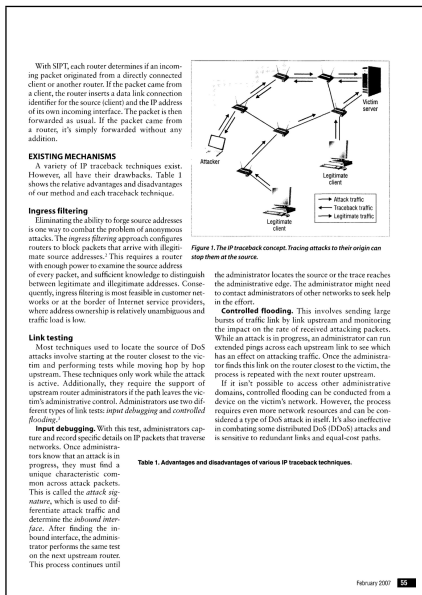 With SIPT, each router determines if an incom-
ing packet originated from a directly connected
client or another router. If the packet came from
a client, the router inserts a data link connection
identifier for the source (client) and the IP address
of its own incoming interface. The packet is then
forwarded as usual. If the packet came from
a router, it's simply forwarded without any
addition.
EXISTING MECHANISMS
A variety of IP traceback techniques exist.
However, all have their drawbacks. Table 1
shows the relative advantages and disadvantages
of our method and each traceback technique.
Ingress filtering
Eliminating the ability to forge source addresses
is one way to combat the problem of anonymous
attacks. The ingress filtering approach configures
routers to block packets that arrive with illegiti-
mate source addresses.² This requires a router
with enough power to examine the source address
of every packet, and sufficient knowledge to distinguish
between legitimate and illegitimate addresses. Conse-
quently, ingress filtering is most feasible in customer net-
works or at the border of Internet service providers,
where address ownership is relatively unambiguous and
traffic load is low.
Link testing
Most techniques used to locate the source of DoS
attacks involve starting at the router closest to the vic-
tim and performing tests while moving hop by hop
upstream. These techniques only work while the attack
is active. Additionally, they require the support of
upstream router administrators if the path leaves the vic-
tim's administrative control. Administrators use two dif-
ferent types of link tests: input debugging and controlled
flooding.³
Input debugging. With this test, administrators cap-
ture and record specific details on IP packets that traverse
networks. Once administra-
tors know that an attack is in
progress, they must find a
unique characteristic com-
mon across attack packets.
This is called the attack sig-
nature, which is used to dif-
ferentiate attack traffic and
determine the inbound inter-
face. After finding the in-
bound interface, the adminis-
trator performs the same test
on the next upstream router.
This process continues until
Victim
server
Attacker
Legitimate
client
Legitimate
client
Attack traffic
Traceback traffic
Legitimate traffic
Figure 1. The IP traceback concept. Tracing attacks to their origin can
stop them at the source.
the administrator locates the source or the trace reaches
the administrative edge. The administrator might need
to contact administrators of other networks to seek help
in the effort.
Controlled flooding. This involves sending large
bursts of traffic link by link upstream and monitoring
the impact on the rate of received attacking packets.
While an attack is in progress, an administrator can run
extended pings across each upstream link to see which
has an effect on attacking traffic. Once the administra-
tor finds this link on the router closest to the victim, the
process is repeated with the next router upstream.
If it isn't possible to access other administrative
domains, controlled flooding can be conducted from a
device on the victim's network. However, the process
requires even more network resources and can be con-
sidered a type of DoS attack in itself. It's also ineffective
in combating some distributed DoS (DDoS) attacks and
is sensitive to redundant links and equal-cost paths.
Table 1. Advantages and disadvantages of various IP traceback techniques.
February 2007 55